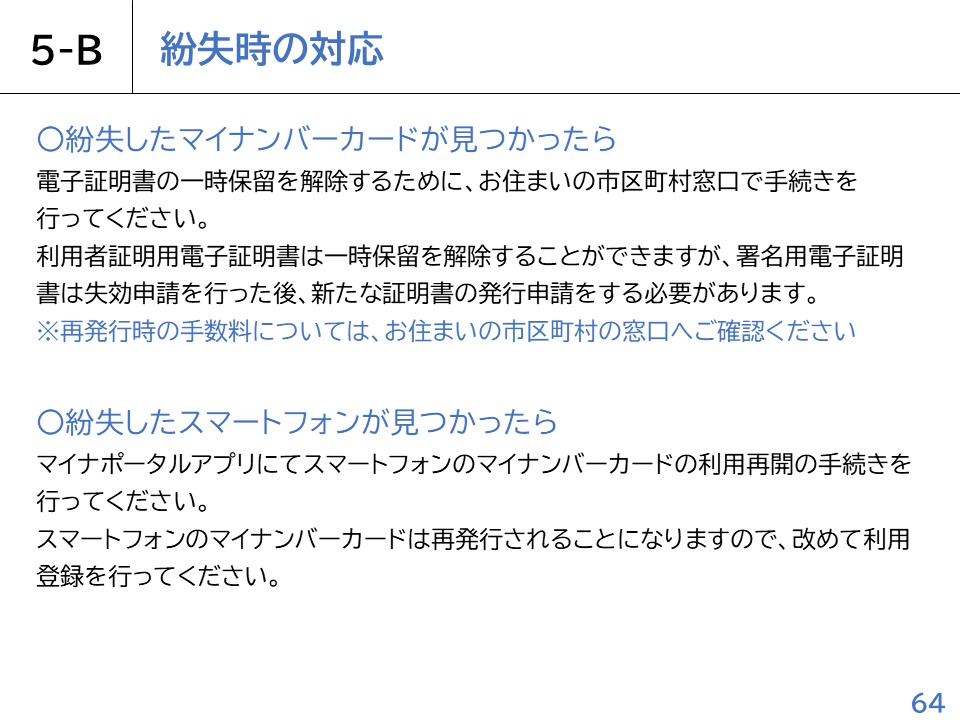 5-B
紛失時の対応
〇紛失したマイナンバーカードが見つかったら
電子証明書の一時保留を解除するために、お住まいの市区町村窓口で手続きを
行ってください。
利用者証明用電子証明書は一時保留を解除することができますが、署名用電子証明
書は失効申請を行った後、新たな証明書の発行申請をする必要があります。
※再発行時の手数料については、お住まいの市区町村の窓口へご確認ください
〇紛失したスマートフォンが見つかったら
マイナポータルアプリにてスマートフォンのマイナンバーカードの利用再開の手続きを
行ってください。
スマートフォンのマイナンバーカードは再発行されることになりますので、改めて利用
登録を行ってください。
64